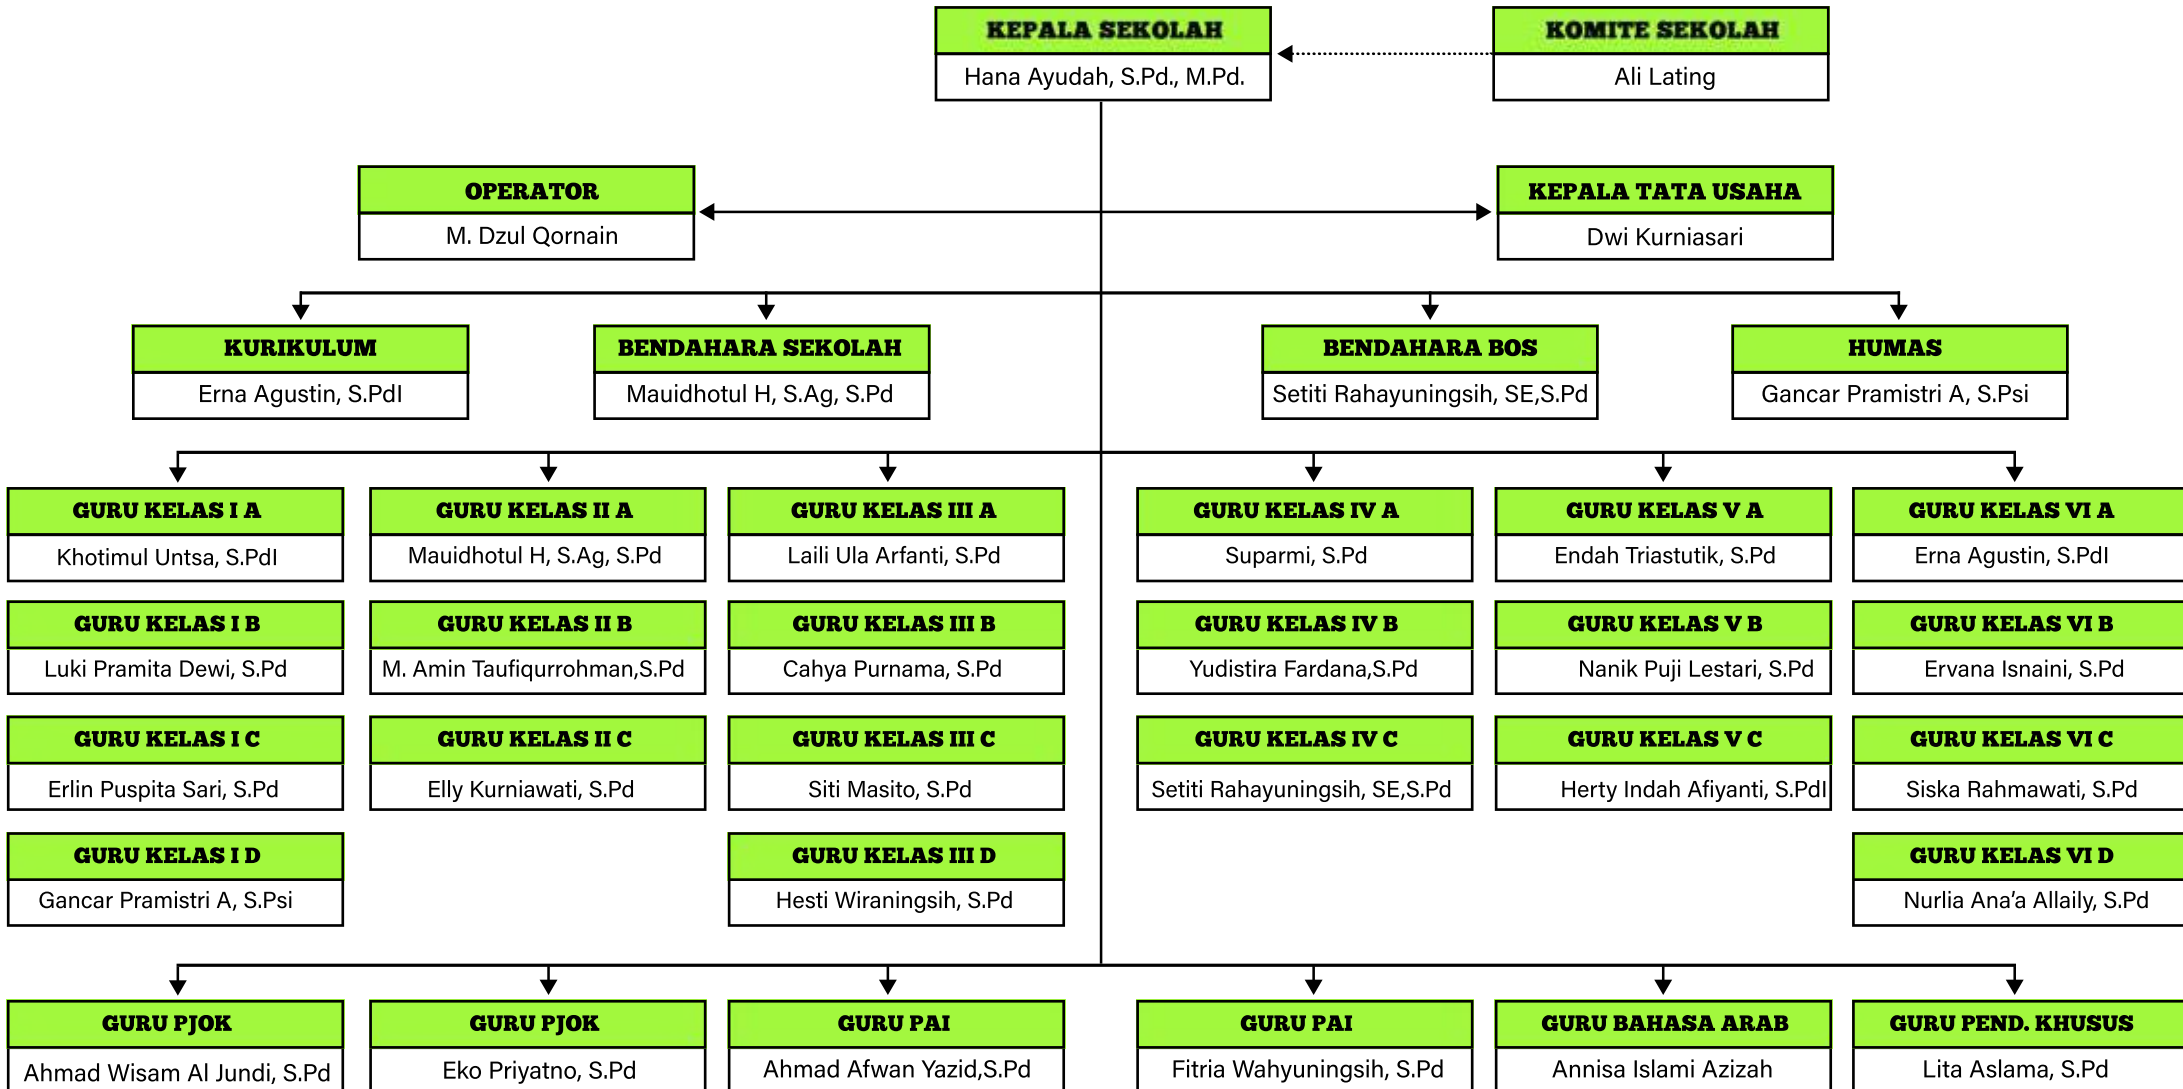 KEPALA SEKOLAH
Hana Ayudah, S.Pd., M.Pd.
KOMITE SEKOLAH
Ali Lating
OPERATOR
M. Dzul Qornain
KEPALA TATA USAHA
Dwi Kurniasari
KURIKULUM
Erna Agustin, S.PdI
BENDAHARA SEKOLAH
Mauidhotul H, S.Ag, S.Pd
BENDAHARA BOS
Setiti Rahayuningsih, SE,S.Pd
HUMAS
Gancar Pramistri A, S.Psi
GURU KELAS I A
Khotimul Untsa, S.PdI
GURU KELAS II A
Mauidhotul H, S.Ag, S.Pd
GURU KELAS III A
Laili Ula Arfanti, S.Pd
GURU KELAS IV A
Suparmi, S.Pd
GURU KELAS V A
Endah Triastutik, S.Pd
GURU KELAS VI A
Erna Agustin, S.PdI
GURU KELAS I B
Luki Pramita Dewi, S.Pd
GURU KELAS II B
M. Amin Taufiqurrohman,S.Pd
GURU KELAS III B
Cahya Purnama, S.Pd
GURU KELAS IV B
Yudistira Fardana,S.Pd
GURU KELAS V B
Nanik Puji Lestari, S.Pd
GURU KELAS VI B
Ervana Isnaini, S.Pd
GURU KELAS I C
Erlin Puspita Sari, S.Pd
GURU KELAS II C
Elly Kurniawati, S.Pd
GURU KELAS III C
Siti Masito, S.Pd
GURU KELAS IV C
Setiti Rahayuningsih, SE,S.Pd
GURU KELAS V C
Herty Indah Afiyanti, S.PdI
GURU KELAS VI C
Siska Rahmawati, S.Pd
GURU KELAS I D
Gancar Pramistri A, S.Psi
GURU KELAS III D
Hesti Wiraningsih, S.Pd
GURU KELAS VI D
Nurlia Ana’a Allaily, S.Pd
GURU PJOK
Ahmad Wisam Al Jundi, S.Pd
GURU PJOK
Eko Priyatno, S.Pd
GURU PAI
Ahmad Afwan Yazid,S.Pd
GURU PAI
Fitria Wahyuningsih, S.Pd
GURU BAHASA ARAB
Annisa Islami Azizah
GURU PEND. KHUSUS
Lita Aslama, S.Pd